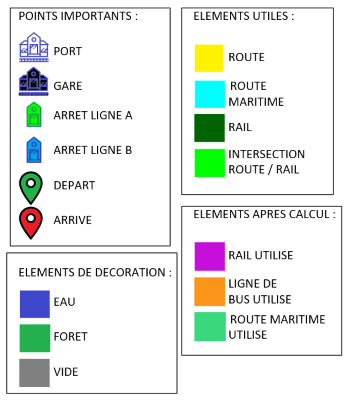 POINTS IMPORTANTS :
PORT
GARE
ARRET LIGNE A
ARRET LIGNE B
DEPART
ARRIVE
ELEMENTS UTILES :
ROUTE
ROUTE
MARITIME
RAIL
INTERSECTION
ROUTE / RAIL
ELEMENTS APRES CALCUL :
RAIL UTILISE
LIGNE DE
BUS UTILISE
ROUTE MARITIME
UTILISE
ELEMENTS DE DECORATION :
EAU
FORET
VIDE